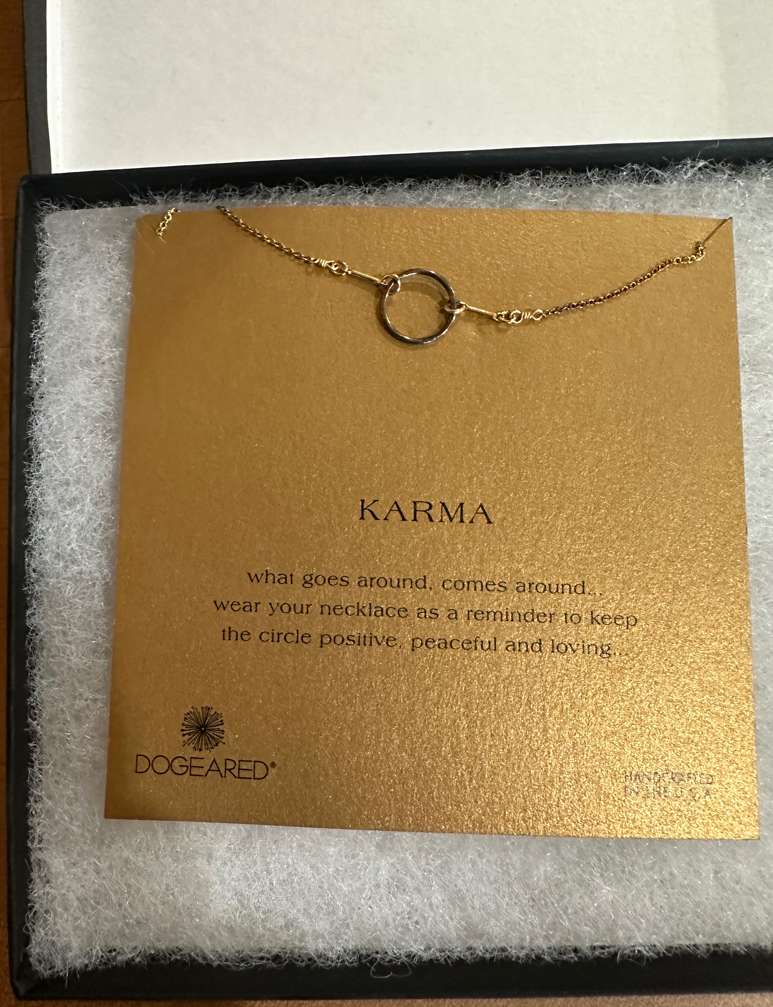 KARMA
what goes around, comes around...
wear your necklace as a reminder to keep
the circle positive, peaceful and loving...
DOGEARED®
HANDCRAFTED
IN THE U.S.A